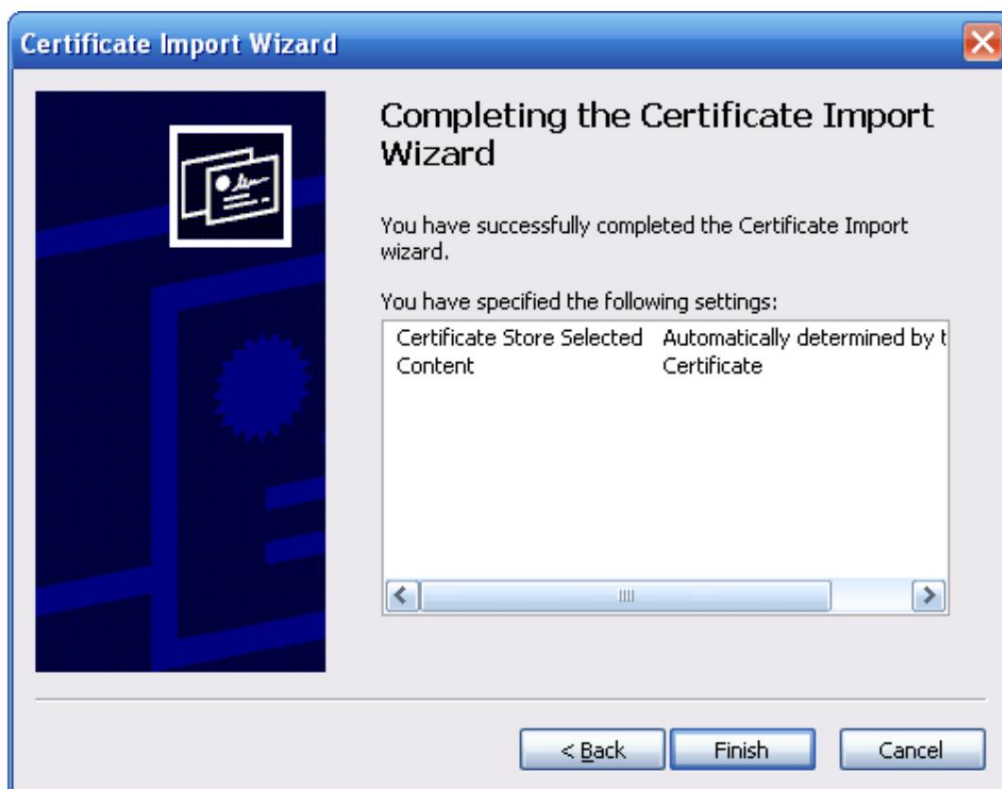 Certificate Import Wizard
Completing the Certificate Import
Wizard
You have successfully completed the Certificate Import
wizard.
You have specified the following settings:
Certificate Store Selected Automatically determined by t
Content Certificate
< Back Finish Cancel